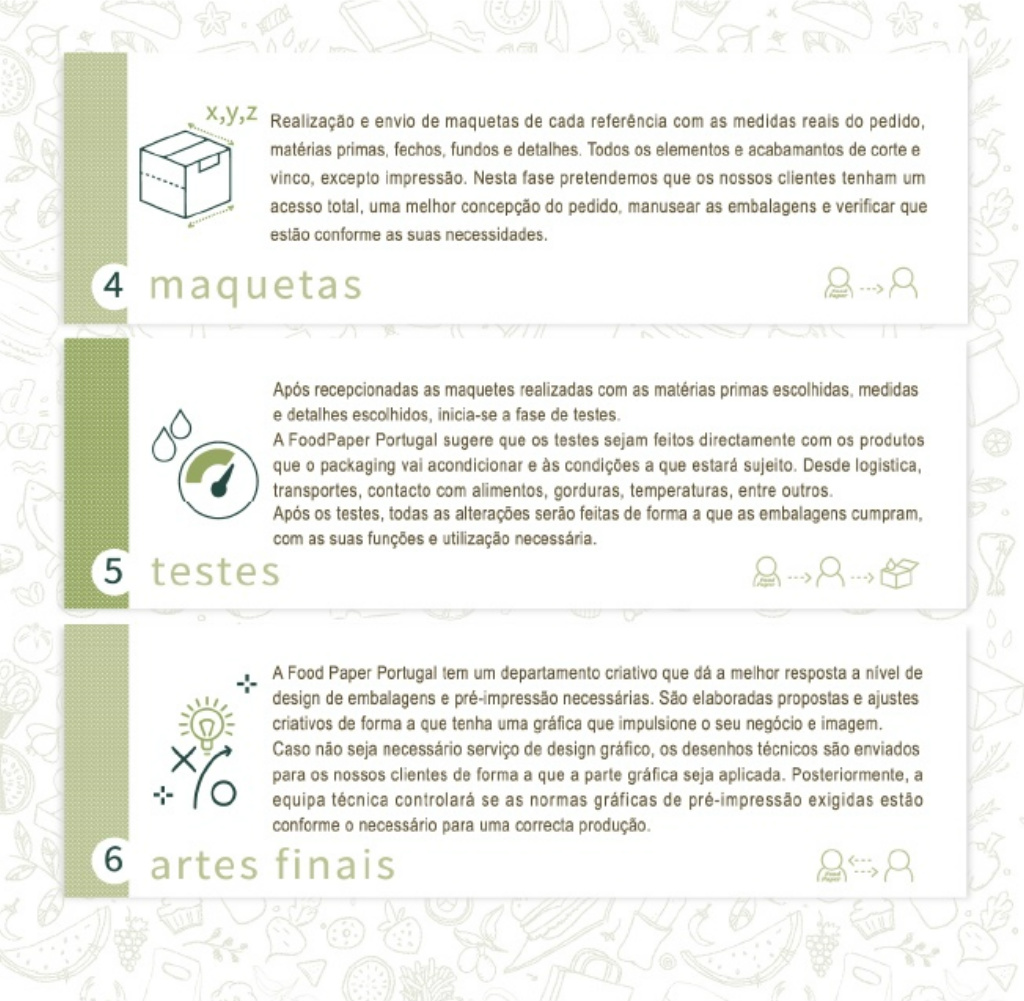 x,y,z
Realização e envio de maquetas de cada referência com as medidas reais do pedido,
matérias primas, fechos, fundos e detalhes. Todos os elementos e acabamantos de corte e
vinco, excepto impressão. Nesta fase pretendemos que os nossos clientes tenham um
acesso total, uma melhor concepção do pedido, manusear as embalagens e verificar que
estão conforme as suas necessidades.
4 maquetas
Food
Paper
Após recepcionadas as maquetes realizadas com as matérias primas escolhidas, medidas
e detalhes escolhidos, inicia-se a fase de testes.
A FoodPaper Portugal sugere que os testes sejam feitos directamente com os produtos
que o packaging vai acondicionar e às condições a que estará sujeito. Desde logistica,
transportes, contacto com alimentos, gorduras, temperaturas, entre outros.
Após os testes, todas as alterações serão feitas de forma a que as embalagens cumpram,
com as suas funções e utilização necessária.
5 testes
Food
Paper
A Food Paper Portugal tem um departamento criativo que dá a melhor resposta a nível de
design de embalagens e pré-impressão necessárias. São elaboradas propostas e ajustes
criativos de forma a que tenha uma gráfica que impulsione o seu negócio e imagem.
Caso não seja necessário serviço de design gráfico, os desenhos técnicos são enviados
para os nossos clientes de forma a que a parte gráfica seja aplicada. Posteriormente, a
equipa técnica controlará se as normas gráficas de pré-impressão exigidas estão
conforme o necessário para uma correcta produção.
6 artes finais
Food
Paper